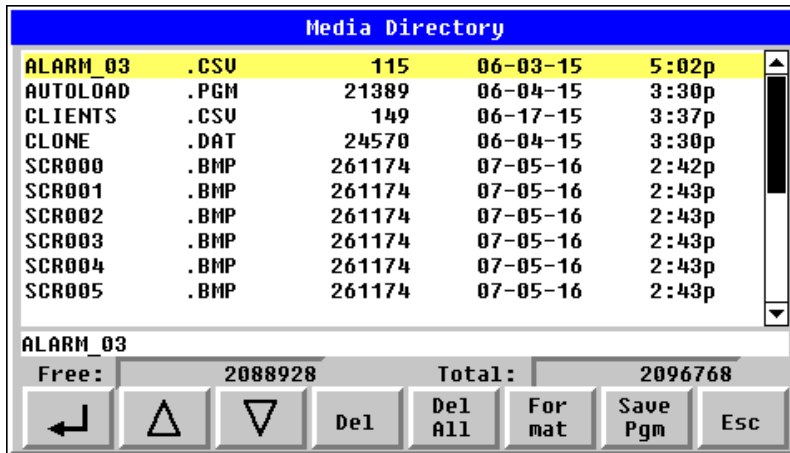 Media Directory
ALARM_03 .CSV 115 06-03-15 5:02p
AUTOLOAD .PGM 21389 06-04-15 3:30p
CLIENTS .CSV 149 06-17-15 3:37p
CLONE .DAT 24570 06-04-15 3:30p
SCR000 .BMP 261174 07-05-16 2:42p
SCR001 .BMP 261174 07-05-16 2:43p
SCR002 .BMP 261174 07-05-16 2:43p
SCR003 .BMP 261174 07-05-16 2:43p
SCR004 .BMP 261174 07-05-16 2:43p
SCR005 .BMP 261174 07-05-16 2:43p
ALARM_03
Free: 2088928 Total: 2096768
Del
Del All
For mat
Save Pgm
Esc